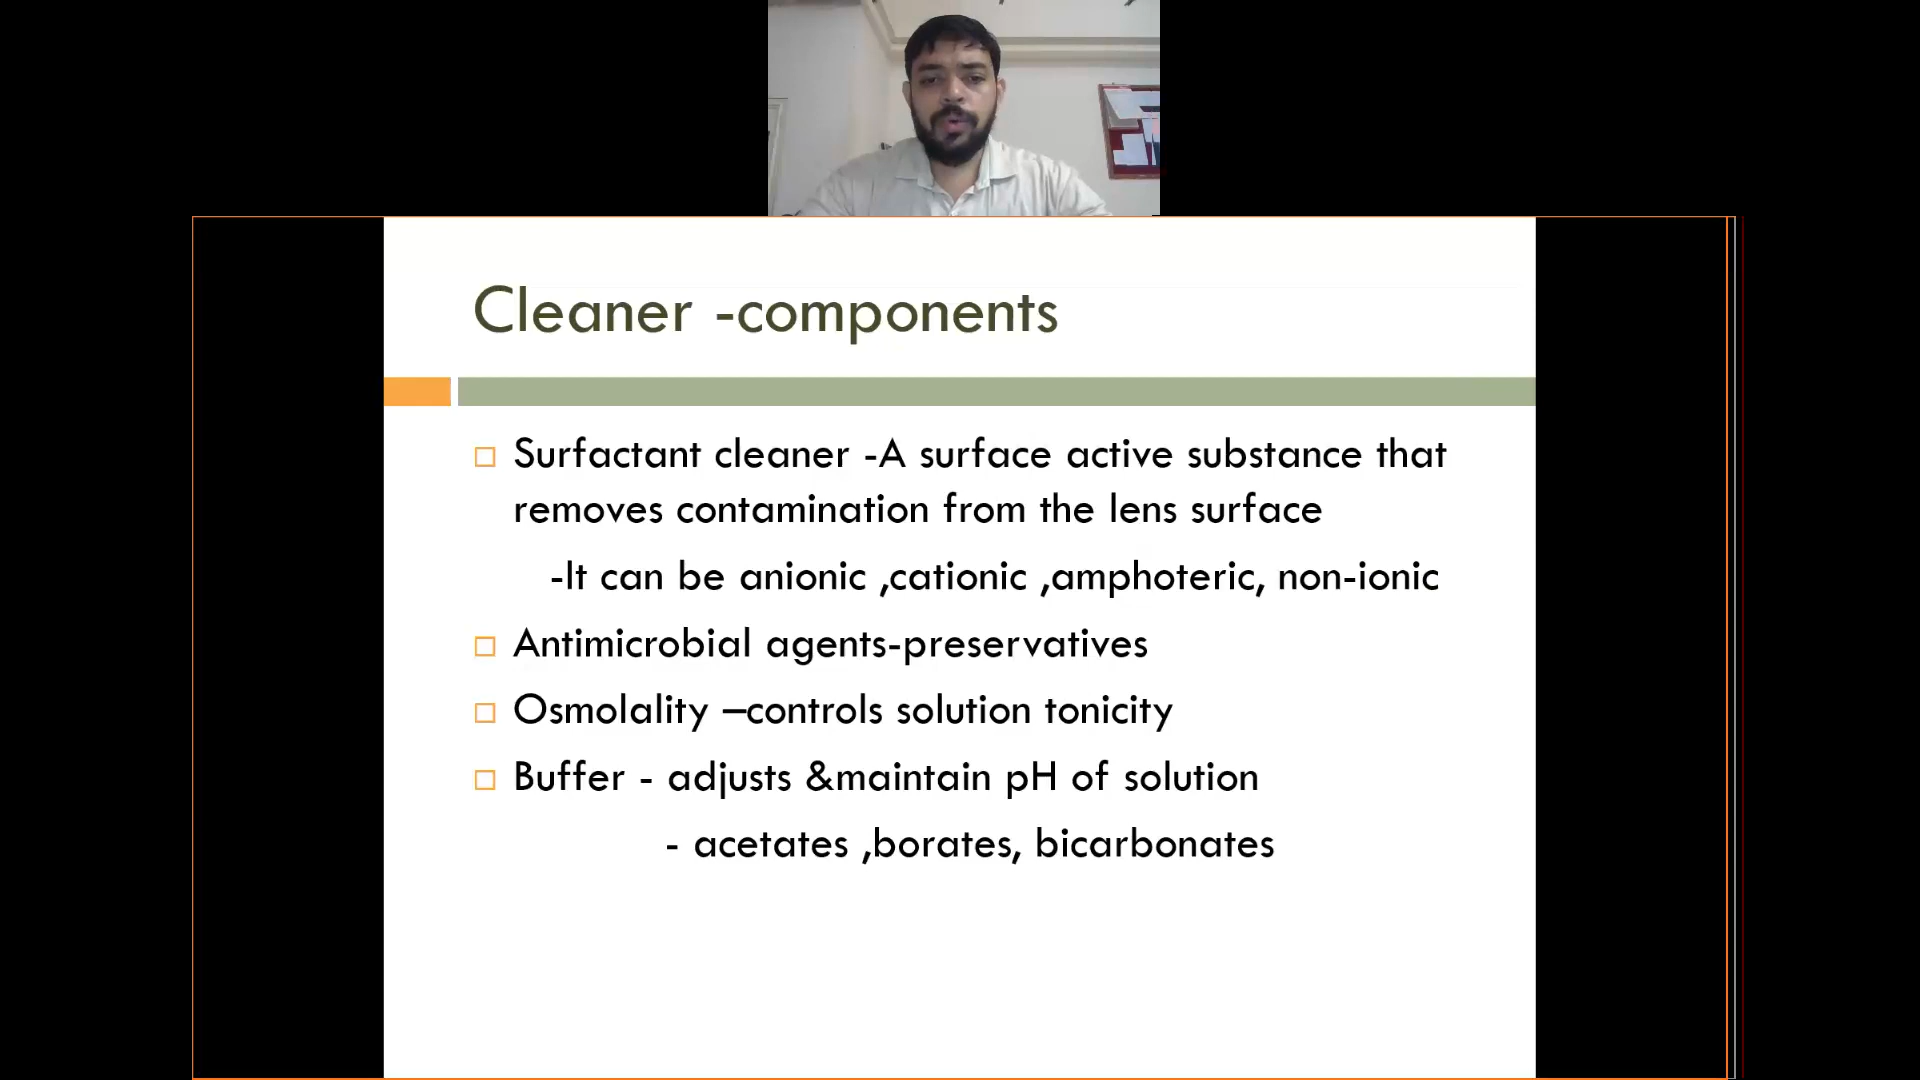 Cleaner -components
Surfactant cleaner -A surface active substance that
removes contamination from the lens surface
-It can be anionic ,cationic ,amphoteric, non-ionic
Antimicrobial agents-preservatives
Osmolality –controls solution tonicity
Buffer - adjusts &maintain pH of solution
- acetates ,borates, bicarbonates